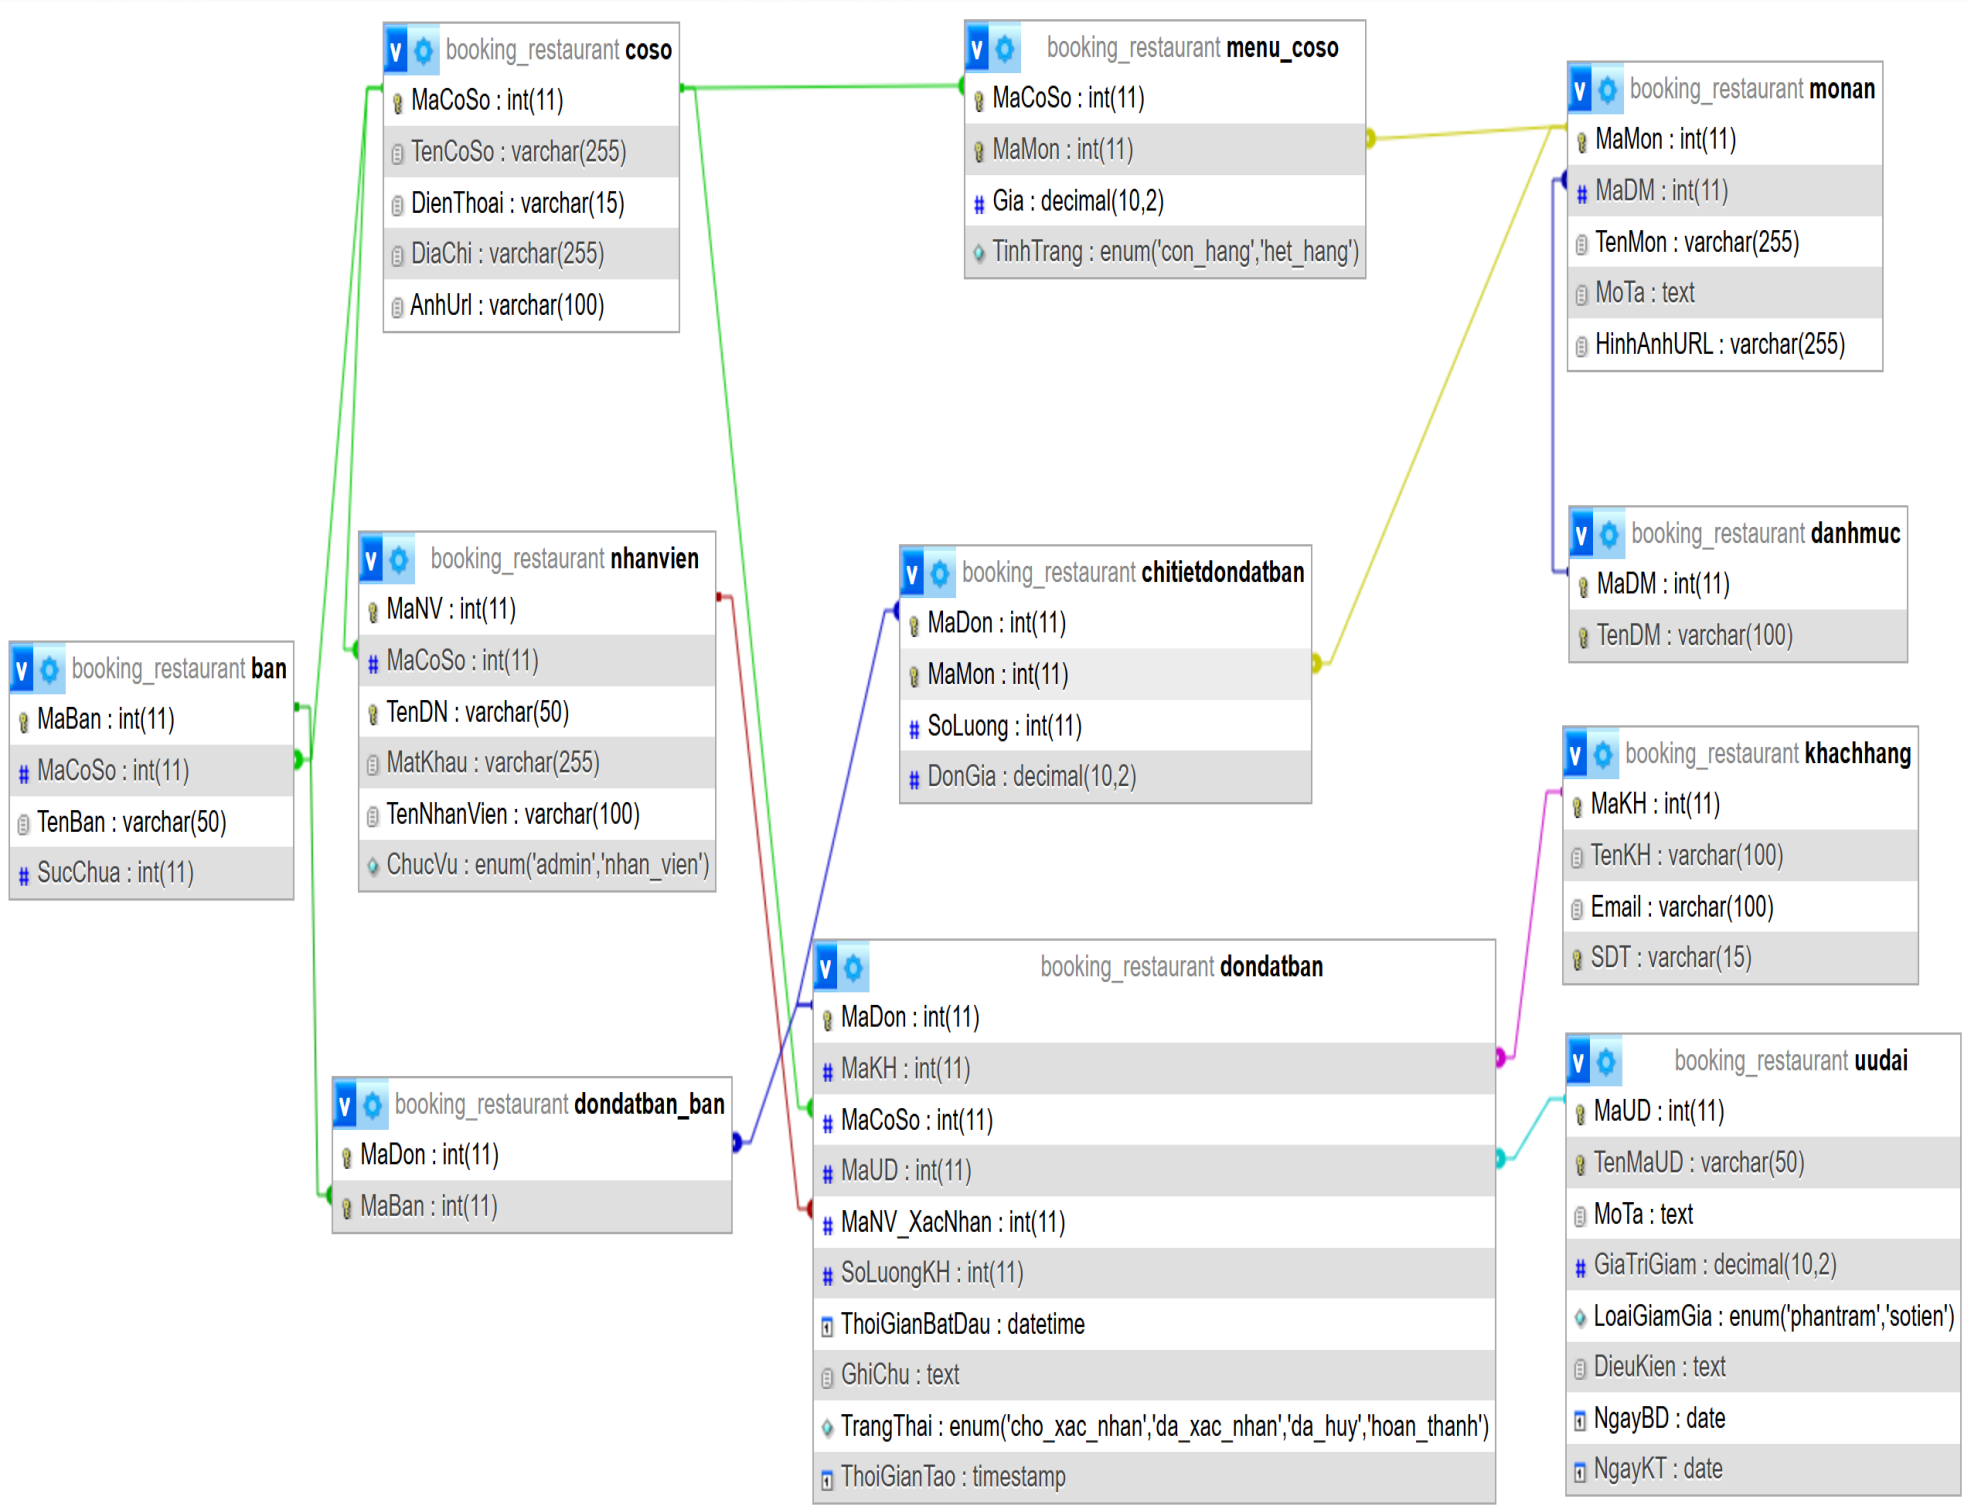 booking_restaurant coso
MaCoSo : int(11)
TenCoSo : varchar(255)
DienThoai : varchar(15)
DiaChi : varchar(255)
AnhUrl : varchar(100)
booking_restaurant menu_coso
MaCoSo : int(11)
MaMon : int(11)
Gia : decimal(10,2)
TinhTrang : enum('con_hang','het_hang')
booking_restaurant monan
MaMon : int(11)
MaDM : int(11)
TenMon : varchar(255)
MoTa : text
HinhAnhURL : varchar(255)
booking_restaurant nhanvien
MaNV : int(11)
MaCoSo : int(11)
TenDN : varchar(50)
MatKhau : varchar(255)
TenNhanVien : varchar(100)
ChucVu : enum('admin','nhan_vien')
booking_restaurant chitietdondatban
MaDon : int(11)
MaMon : int(11)
SoLuong : int(11)
DonGia : decimal(10,2)
booking_restaurant danhmuc
MaDM : int(11)
TenDM : varchar(100)
booking_restaurant ban
MaBan : int(11)
MaCoSo : int(11)
TenBan : varchar(50)
SucChua : int(11)
booking_restaurant khachhang
MaKH : int(11)
TenKH : varchar(100)
Email : varchar(100)
SDT : varchar(15)
booking_restaurant dondatban
MaDon : int(11)
MaKH : int(11)
MaCoSo : int(11)
MaUD : int(11)
MaNV_XacNhan : int(11)
SoLuongKH : int(11)
ThoiGianBatDau : datetime
GhiChu : text
TrangThai : enum('cho_xac_nhan','da_xac_nhan','da_huy','hoan_thanh')
ThoiGianTao : timestamp
booking_restaurant dondatban_ban
MaDon : int(11)
MaBan : int(11)
booking_restaurant uudai
MaUD : int(11)
TenMaUD : varchar(50)
MoTa : text
GiaTriGiam : decimal(10,2)
LoaiGiamGia : enum('phantram','sotien')
DieuKien : text
NgayBD : date
NgayKT : date